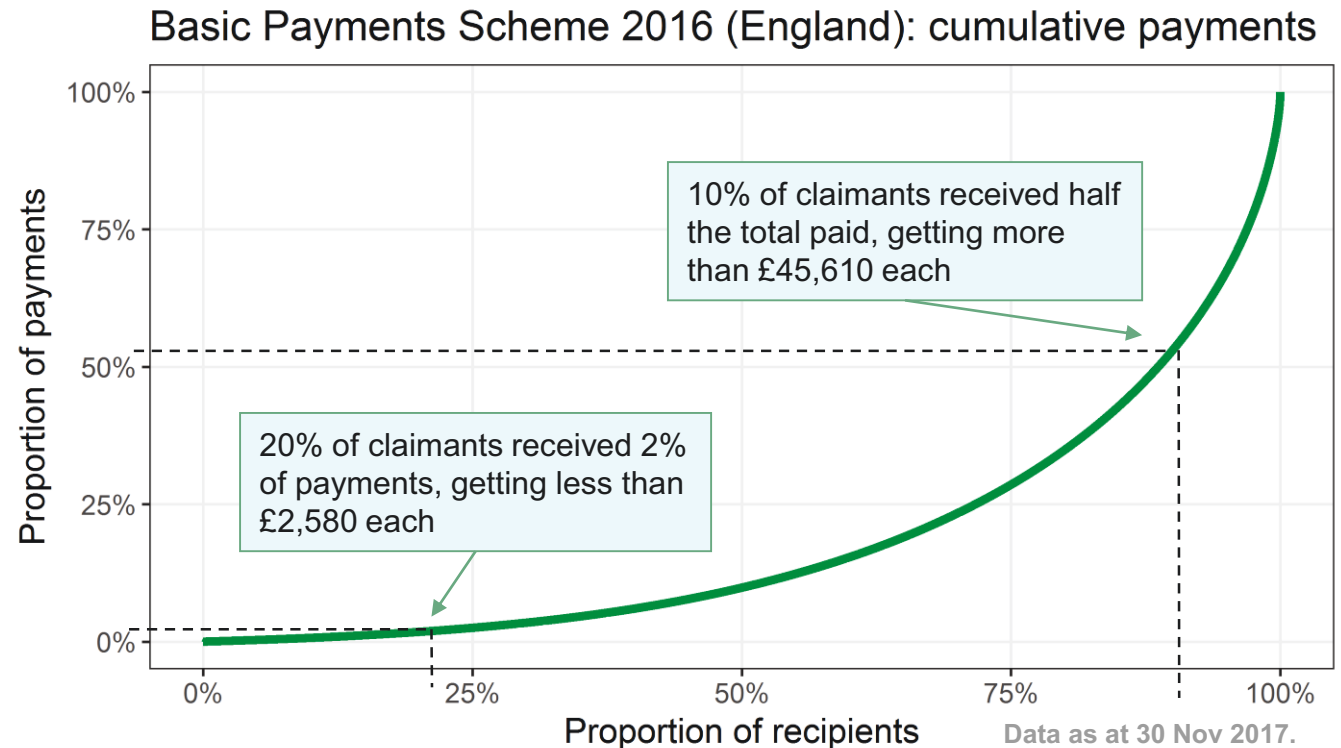 Basic Payments Scheme 2016 (England): cumulative payments
100%
75%
50%
25%
0%
Proportion of payments
10% of claimants received half
the total paid, getting more
than £45,610 each
20% of claimants received 2%
of payments, getting less than
£2,580 each
0%
25%
50%
75%
100%
Proportion of recipients
Data as at 30 Nov 2017.